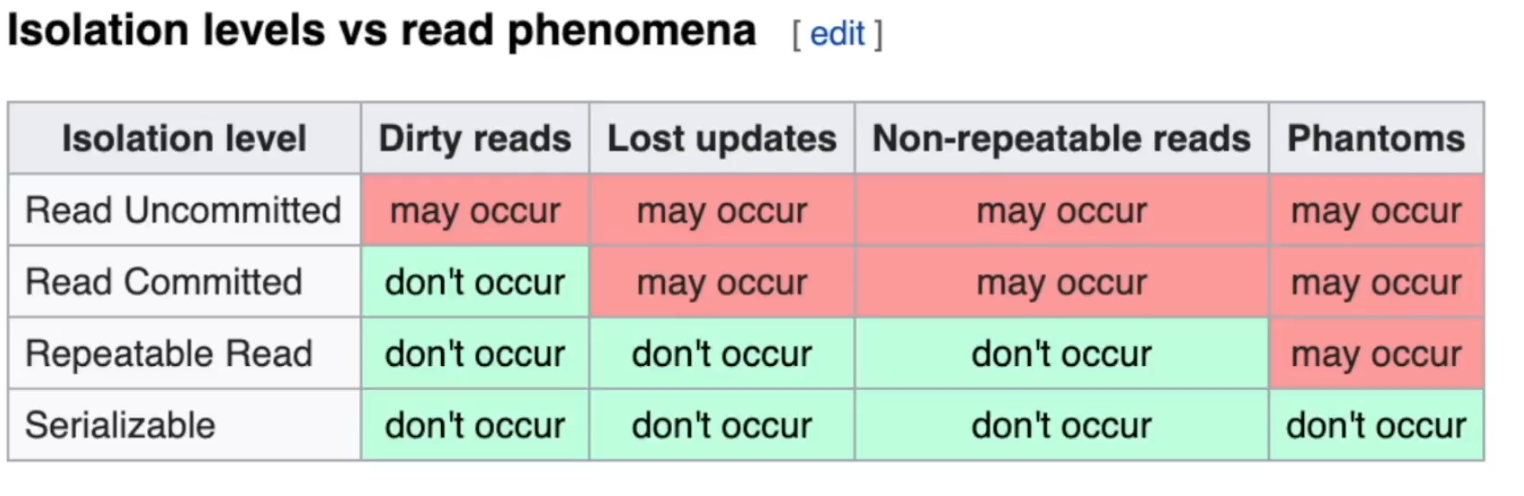 Isolation levels vs read phenomena [ edit ]
Isolation level Dirty reads Lost updates Non-repeatable reads Phantoms
Read Uncommitted may occur may occur may occur may occur
Read Committed don't occur may occur may occur may occur
Repeatable Read don't occur don't occur don't occur may occur
Serializable don't occur don't occur don't occur don't occur